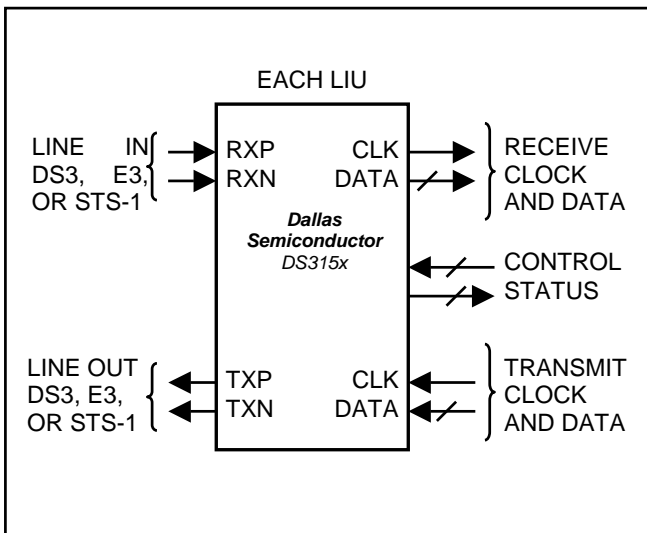 EACH LIU
LINE IN
DS3, E3,
OR STS-1
RXP
RXN
CLK
DATA
RECEIVE
CLOCK
AND DATA
Dallas
Semiconductor
DS315x
CONTROL
STATUS
LINE OUT
DS3, E3,
OR STS-1
TXP
TXN
CLK
DATA
TRANSMIT
CLOCK
AND DATA